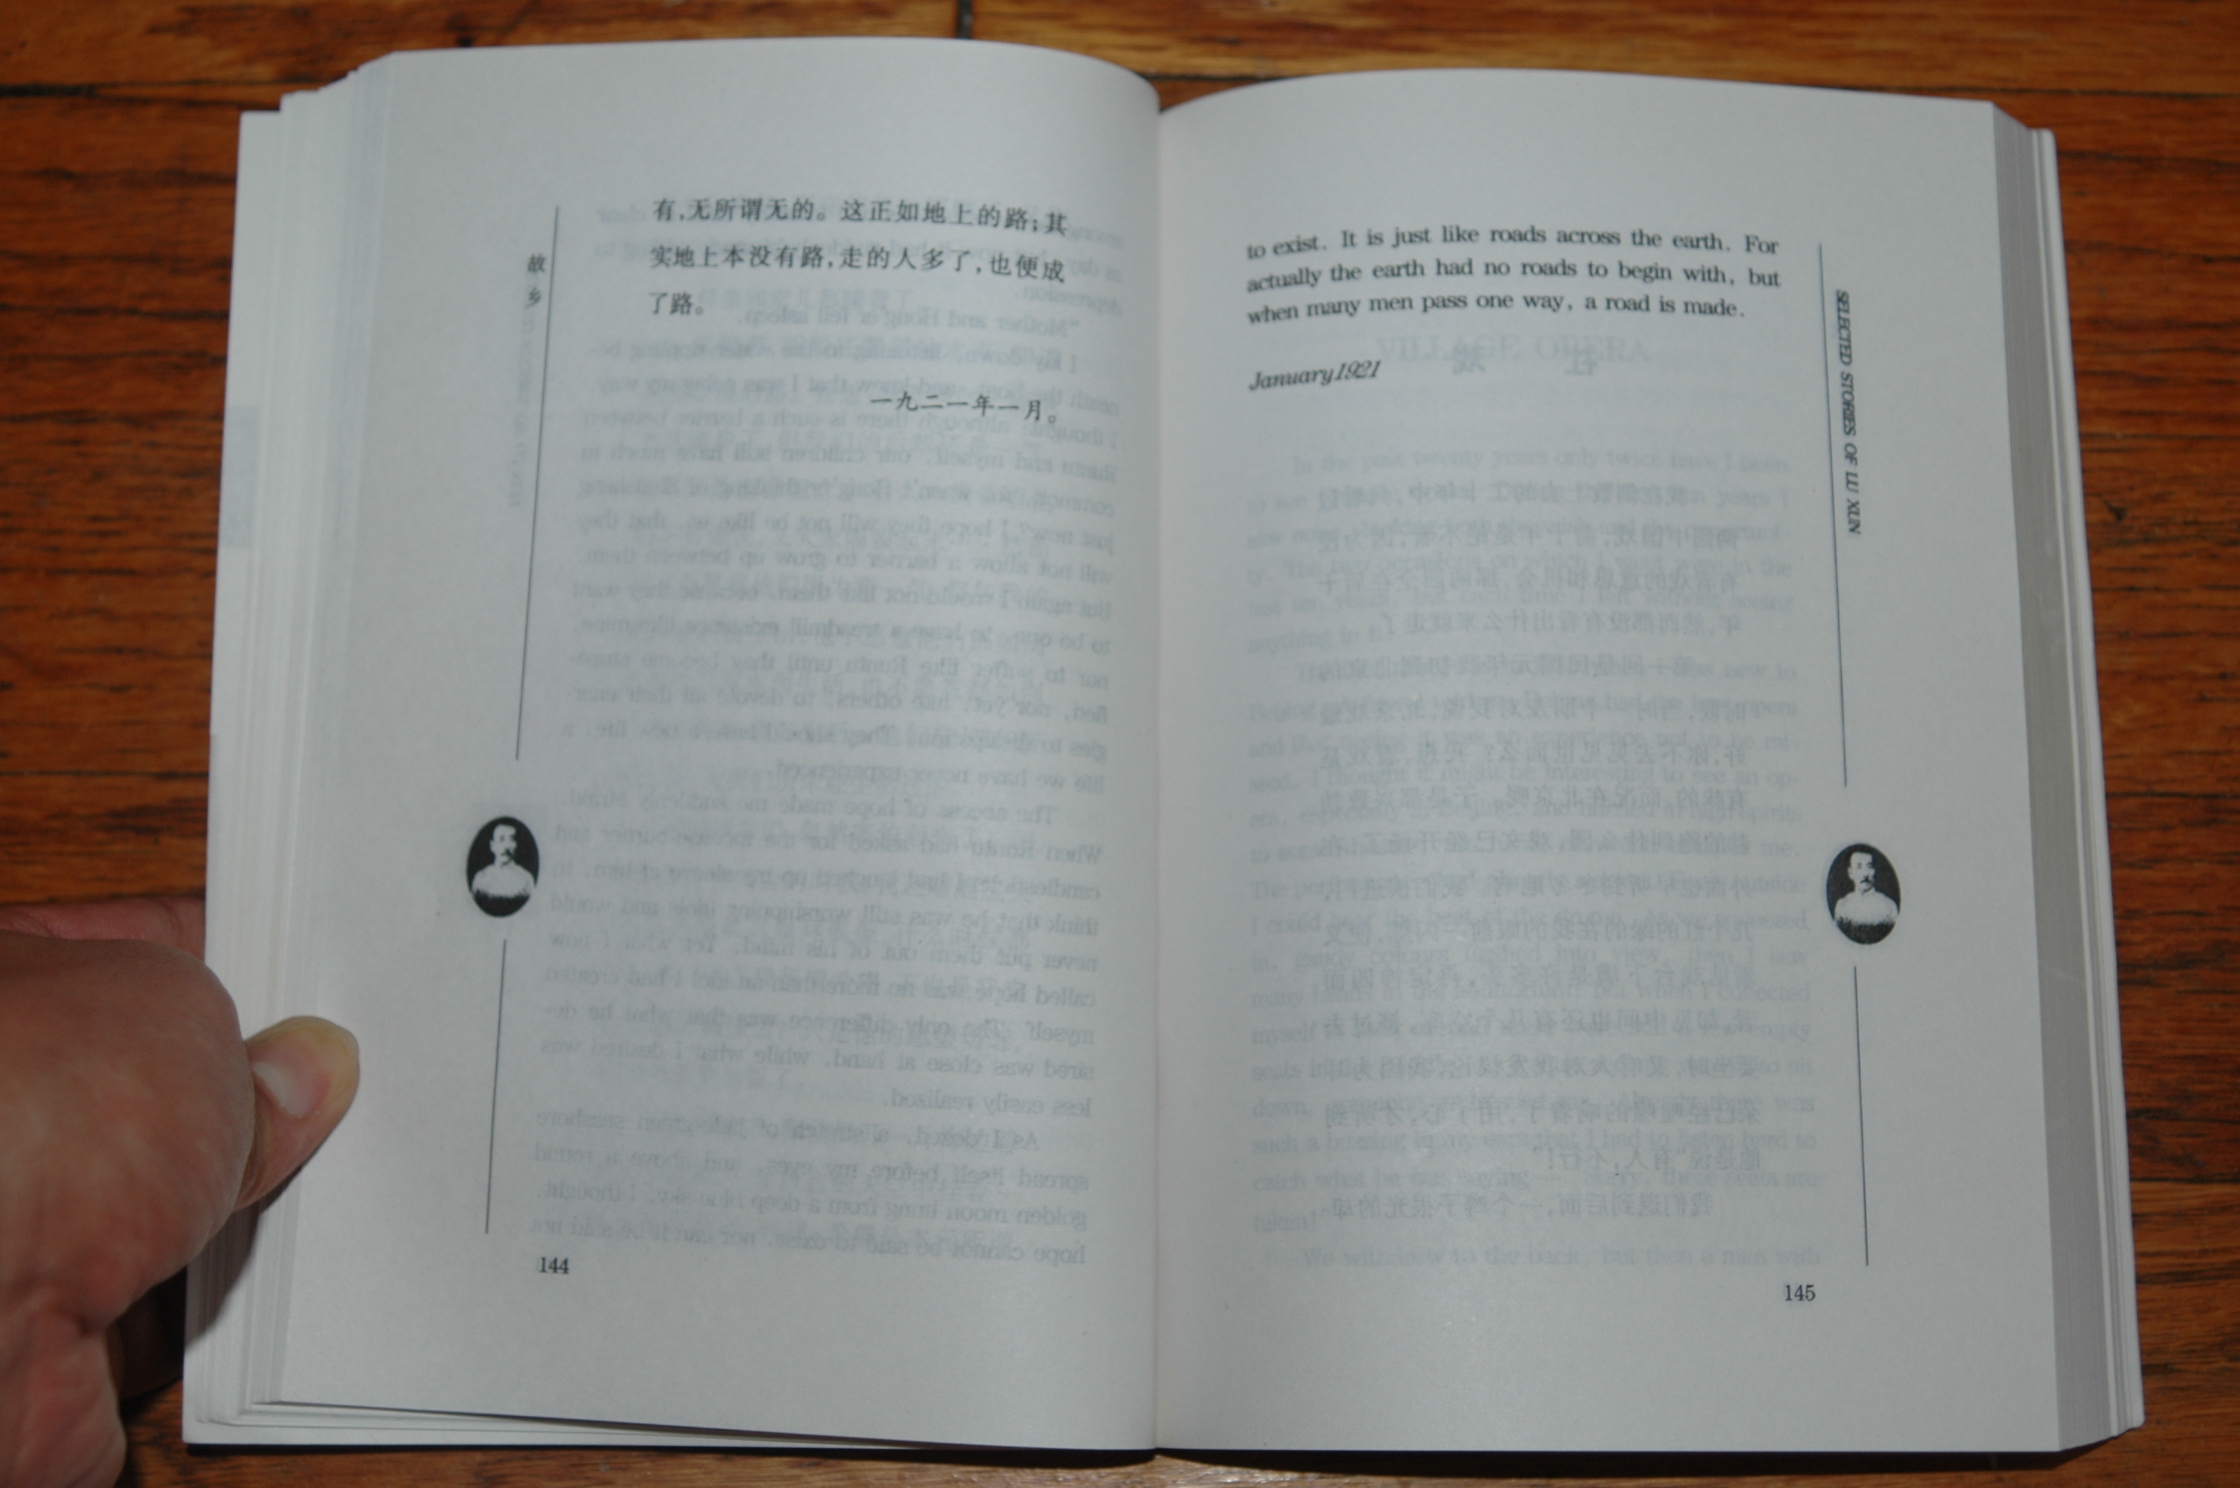 故
乡
有,无所谓无的。这正如地上的路;其
实地上本没有路,走的人多了,也便成
了路。
一九二一年一月。
144
SELECTED STORIES OF LU XUN
to exist. It is just like roads across the earth. For
actually the earth had no roads to begin with, but
when many men pass one way, a road is made.
January 1921
145